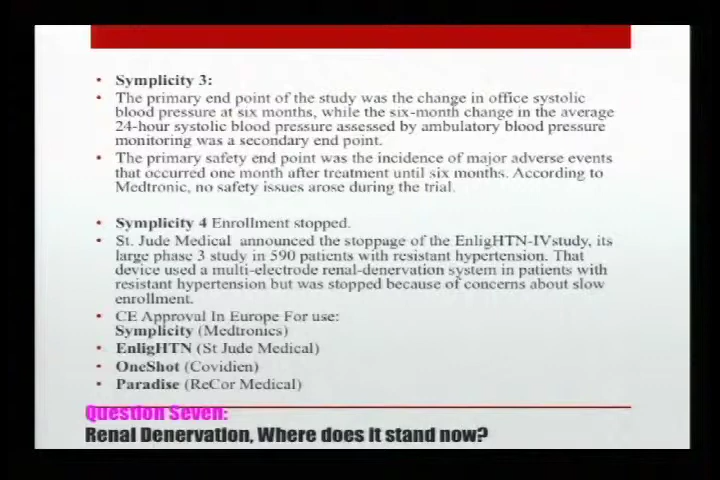 • Symplicity 3:
• The primary end point of the study was the change in office systolic
blood pressure at six months, while the six-month change in the average
24-hour systolic blood pressure assessed by ambulatory blood pressure
monitoring was a secondary end point.
• The primary safety end point was the incidence of major adverse events
that occurred one month after treatment until six months. According to
Medtronic, no safety issues arose during the trial.
• Symplicity 4 Enrollment stopped.
• St. Jude Medical announced the stoppage of the EnligHTN-IVstudy, its
large phase 3 study in 590 patients with resistant hypertension. That
device used a multi-electrode renal-denervation system in patients with
resistant hypertension but was stopped because of concerns about slow
enrollment.
• CE Approval In Europe For use:
Symplicity (Medtronics)
• EnligHTN (St Jude Medical)
• OneShot (Covidien)
• Paradise (ReCor Medical)
Question Seven:
Renal Denervation, Where does it stand now?